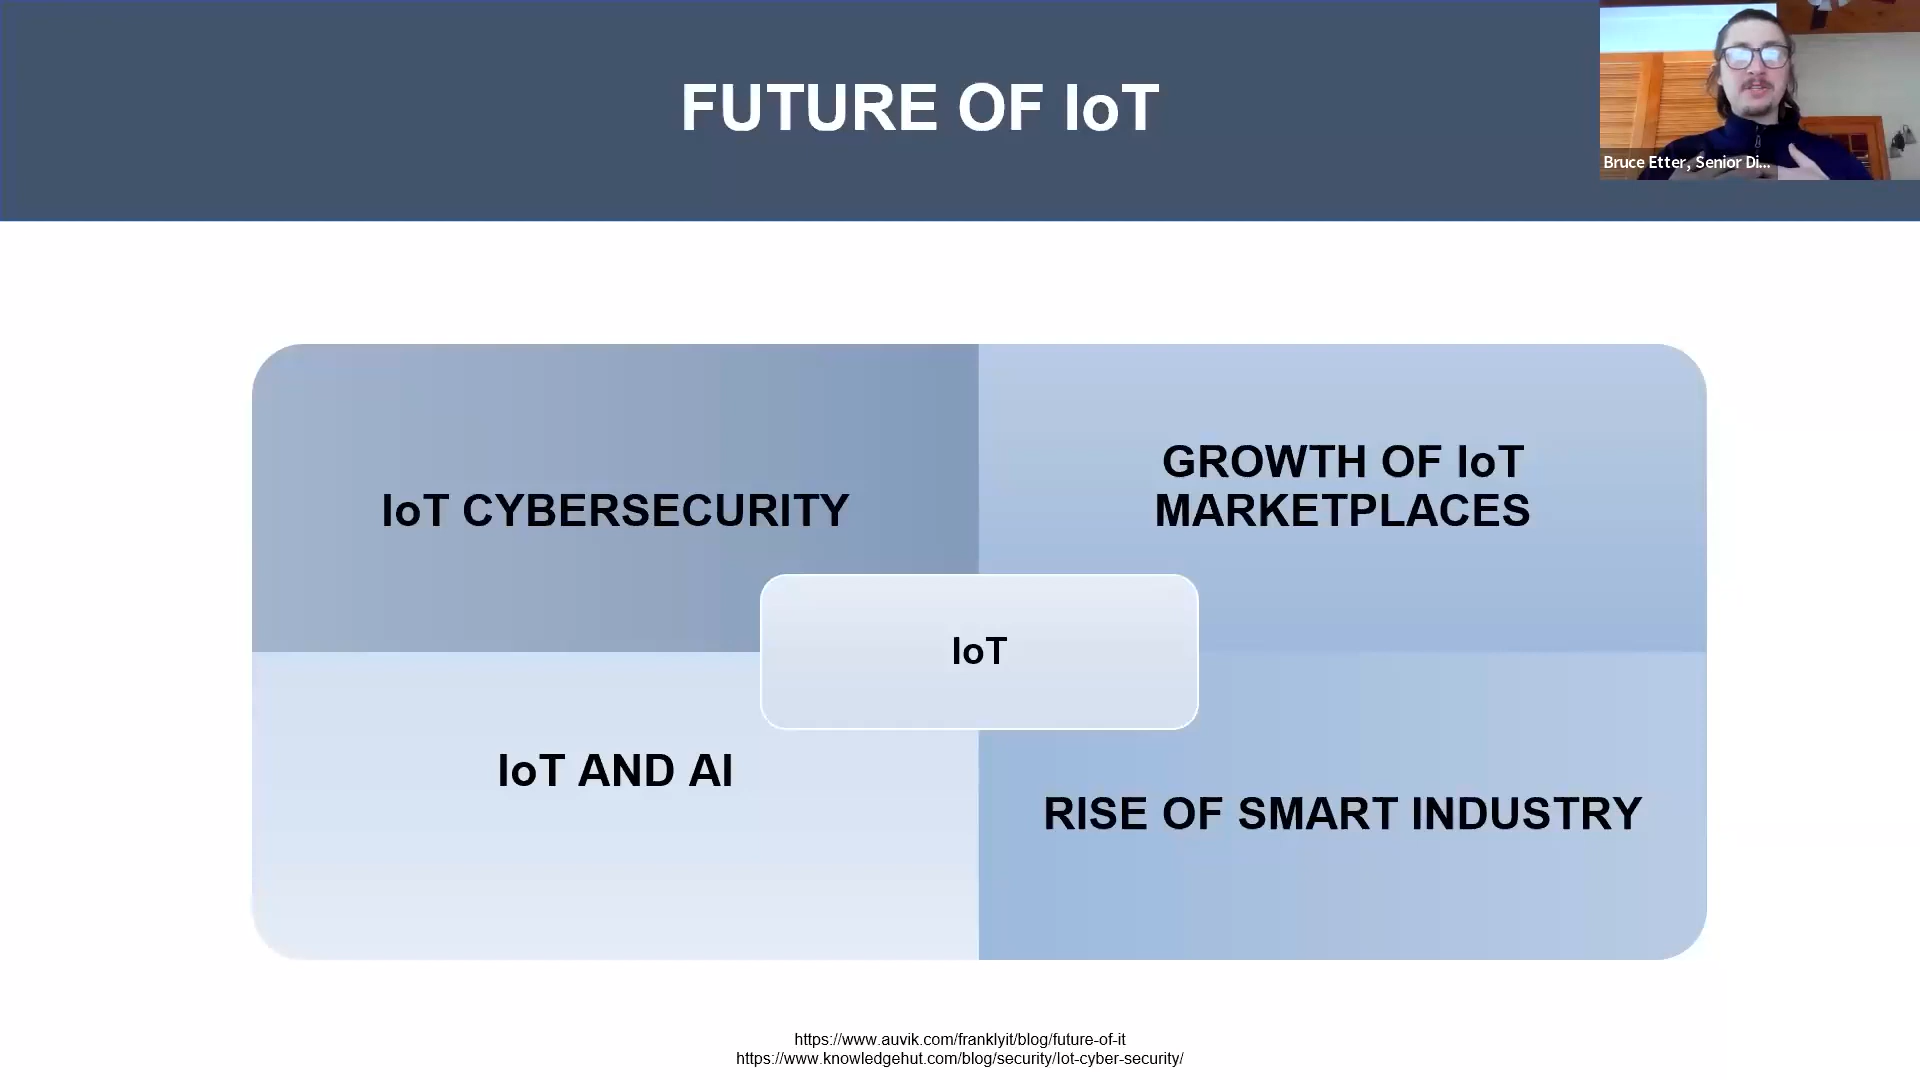 FUTURE OF IoT
Bruce Etter, Senior Di...
IoT CYBERSECURITY
GROWTH OF IoT
MARKETPLACES
IoT
IoT AND AI
RISE OF SMART INDUSTRY
https://www.auvik.com/franklyit/blog/future-of-it
https://www.knowledgehut.com/blog/security/Iot-cyber-security/